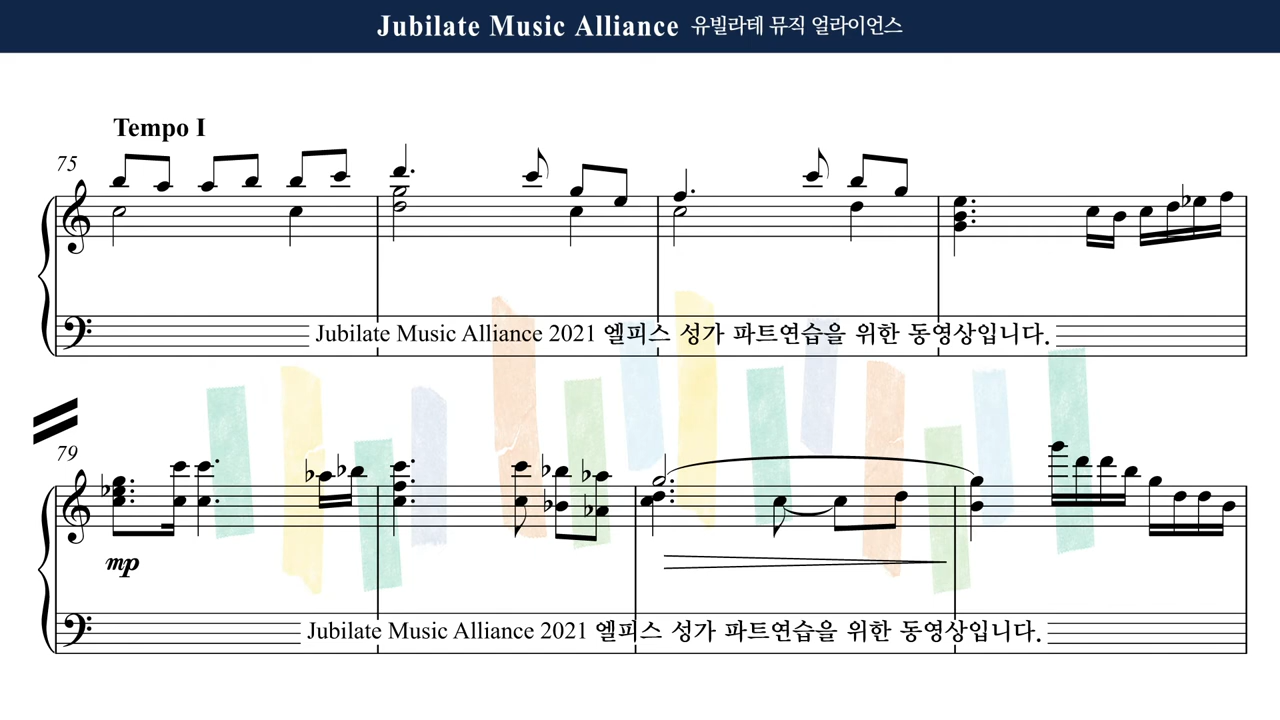 Jubilate Music Alliance 유빌라테 뮤직 얼라이언스
Tempo I
75
Jubilate Music Alliance 2021 엘피스 성가 파트연습을 위한 동영상입니다.
79
mp
Jubilate Music Alliance 2021 엘피스 성가 파트연습을 위한 동영상입니다.